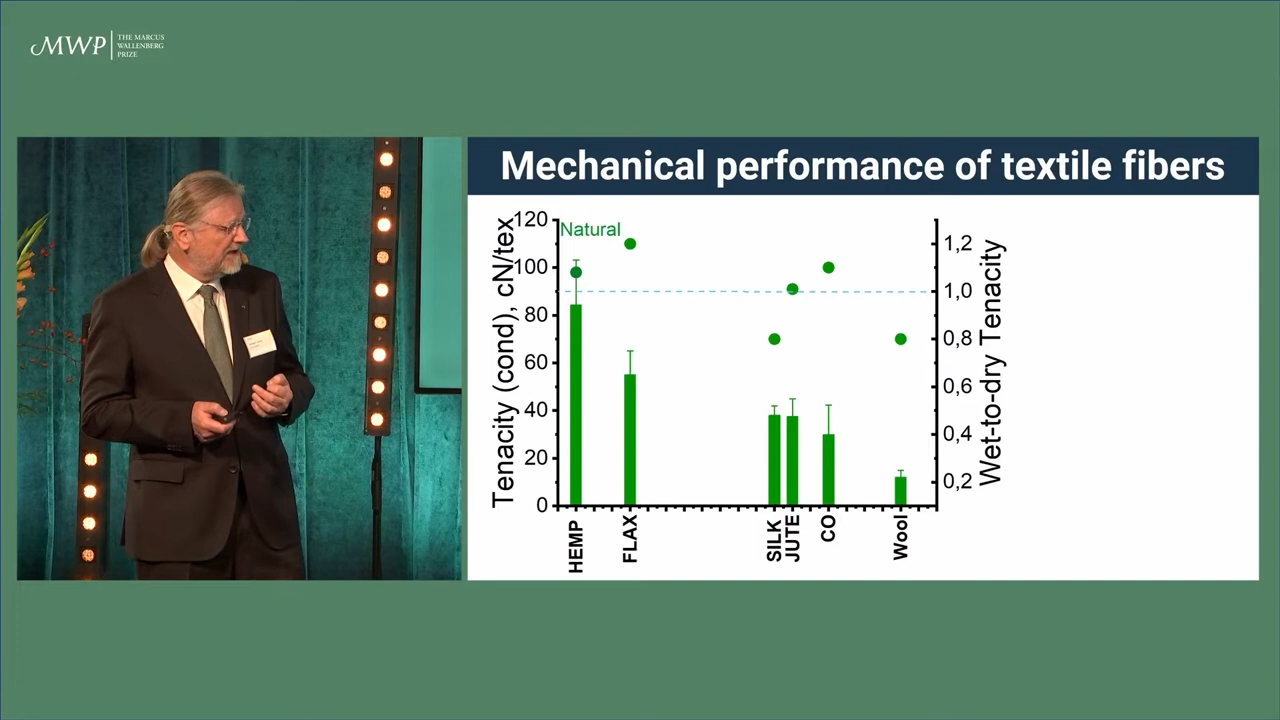 MWP
THE MARCUS
WALLENBERG
PRIZE
Mechanical performance of textile fibers
Natural
Tenacity (cond), cN/tex
120
100
80
60
40
20
0
1,2
1,0
0,8
0,6
0,4
0,2
Wet-to-dry Tenacity
HEMP
FLAX
SILK
JUTE
CO
Wool